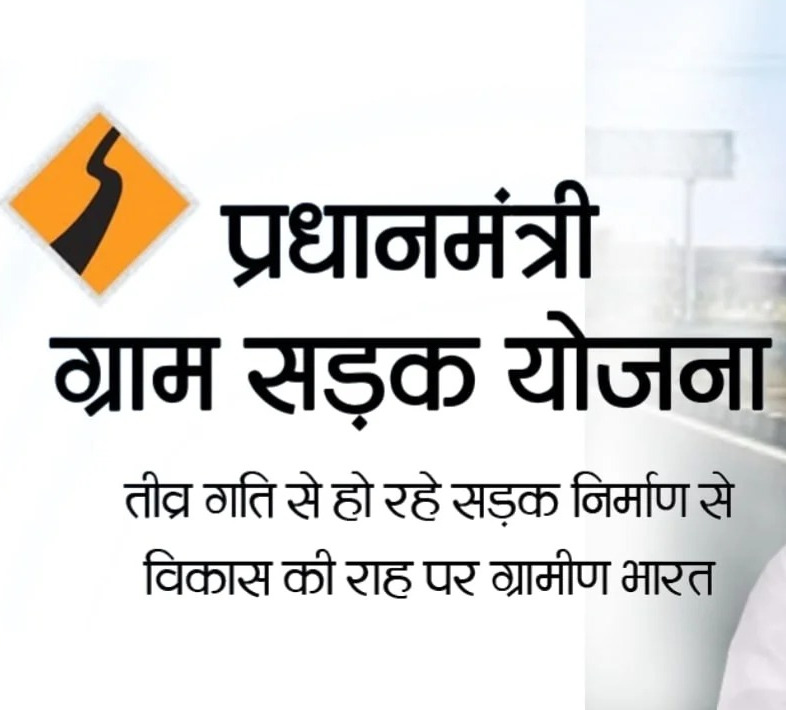 प्रधानमंत्री
ग्राम सड़क योजना
तीव्र गति से हो रहे सड़क निर्माण से
विकास की राह पर ग्रामीण भारत